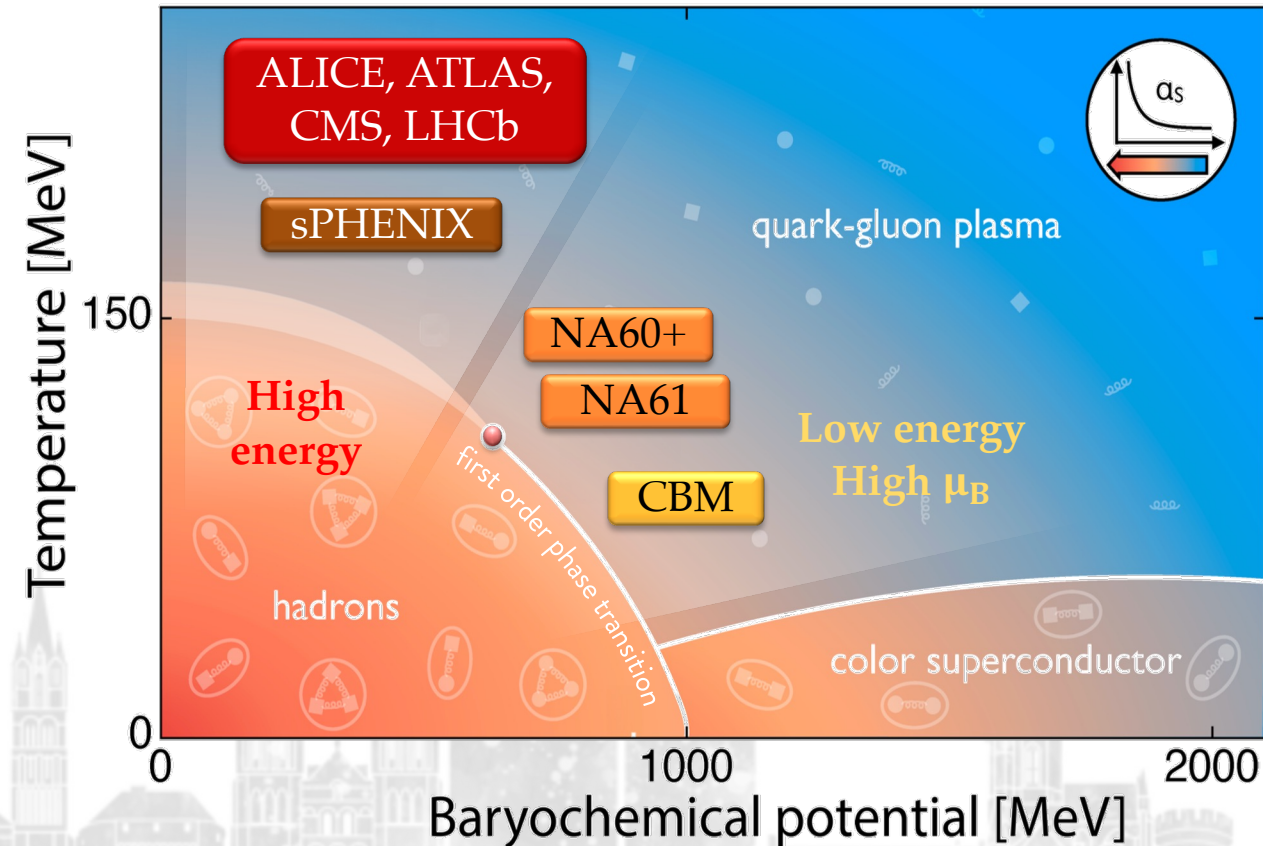 ALICE, ATLAS,
CMS, LHCb
αs
sPHENIX
quark-gluon plasma
Temperature [MeV]
150
NA60+
NA61
High
energy
Low energy
High μB
first order phase transition
CBM
hadrons
color superconductor
0
0
1000
2000
Baryochemical potential [MeV]